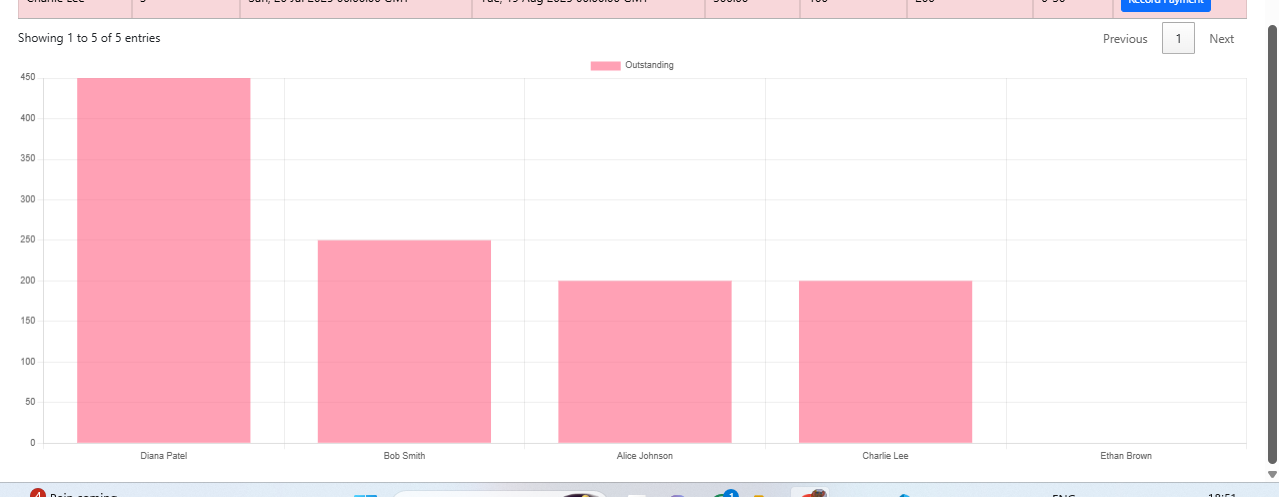 Charlie Lee 3 Sun, 20 Jul 2025 00:00:00 GMT Tue, 19 Aug 2025 00:00:00 GMT 300.00 100 200 0-30 Record Payment
Showing 1 to 5 of 5 entries
Previous 1 Next
Outstanding
450
400
350
300
250
200
150
100
50
0
Diana Patel Bob Smith Alice Johnson Charlie Lee Ethan Brown
4 Rain coming
1
ENG
18:51